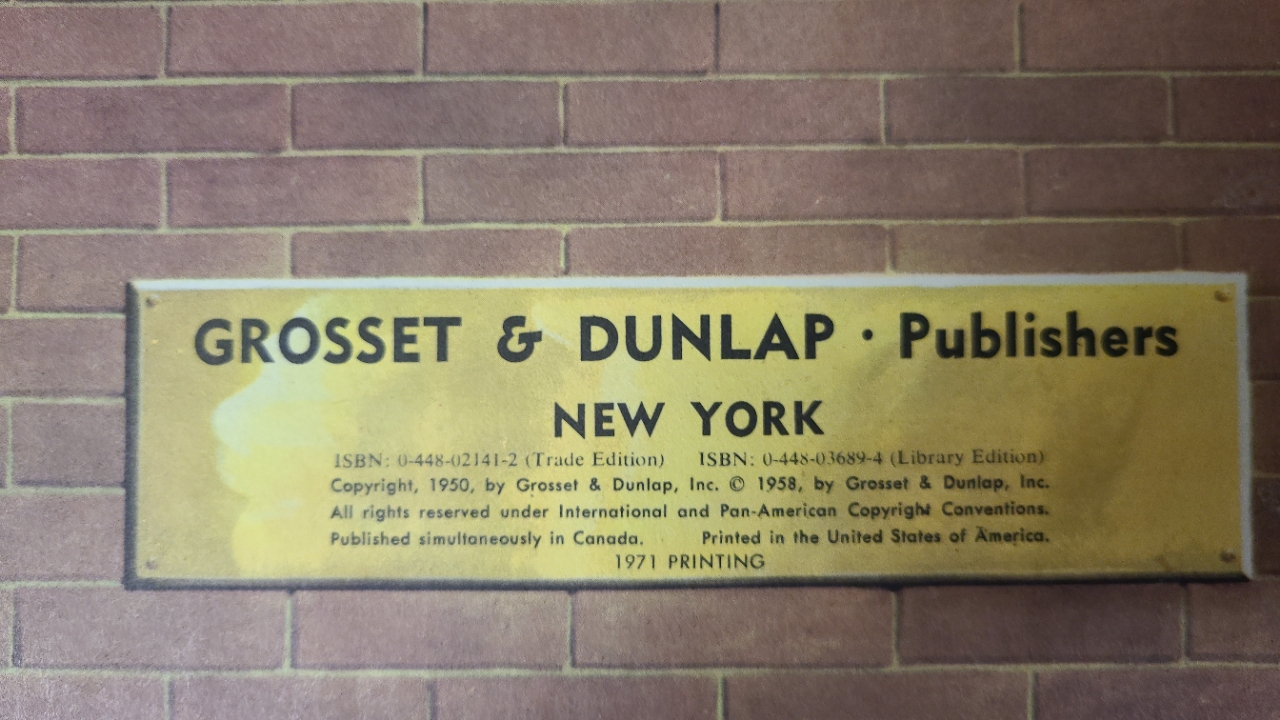 GROSSET & DUNLAP · Publishers
NEW YORK
ISBN: 0-448-02141-2 (Trade Edition) ISBN: 0-448-03689-4 (Library Edition)
Copyright, 1950, by Grosset & Dunlap, Inc. © 1958, by Grosset & Dunlap, Inc.
All rights reserved under International and Pan-American Copyright Conventions.
Published simultaneously in Canada. Printed in the United States of America.
1971 PRINTING